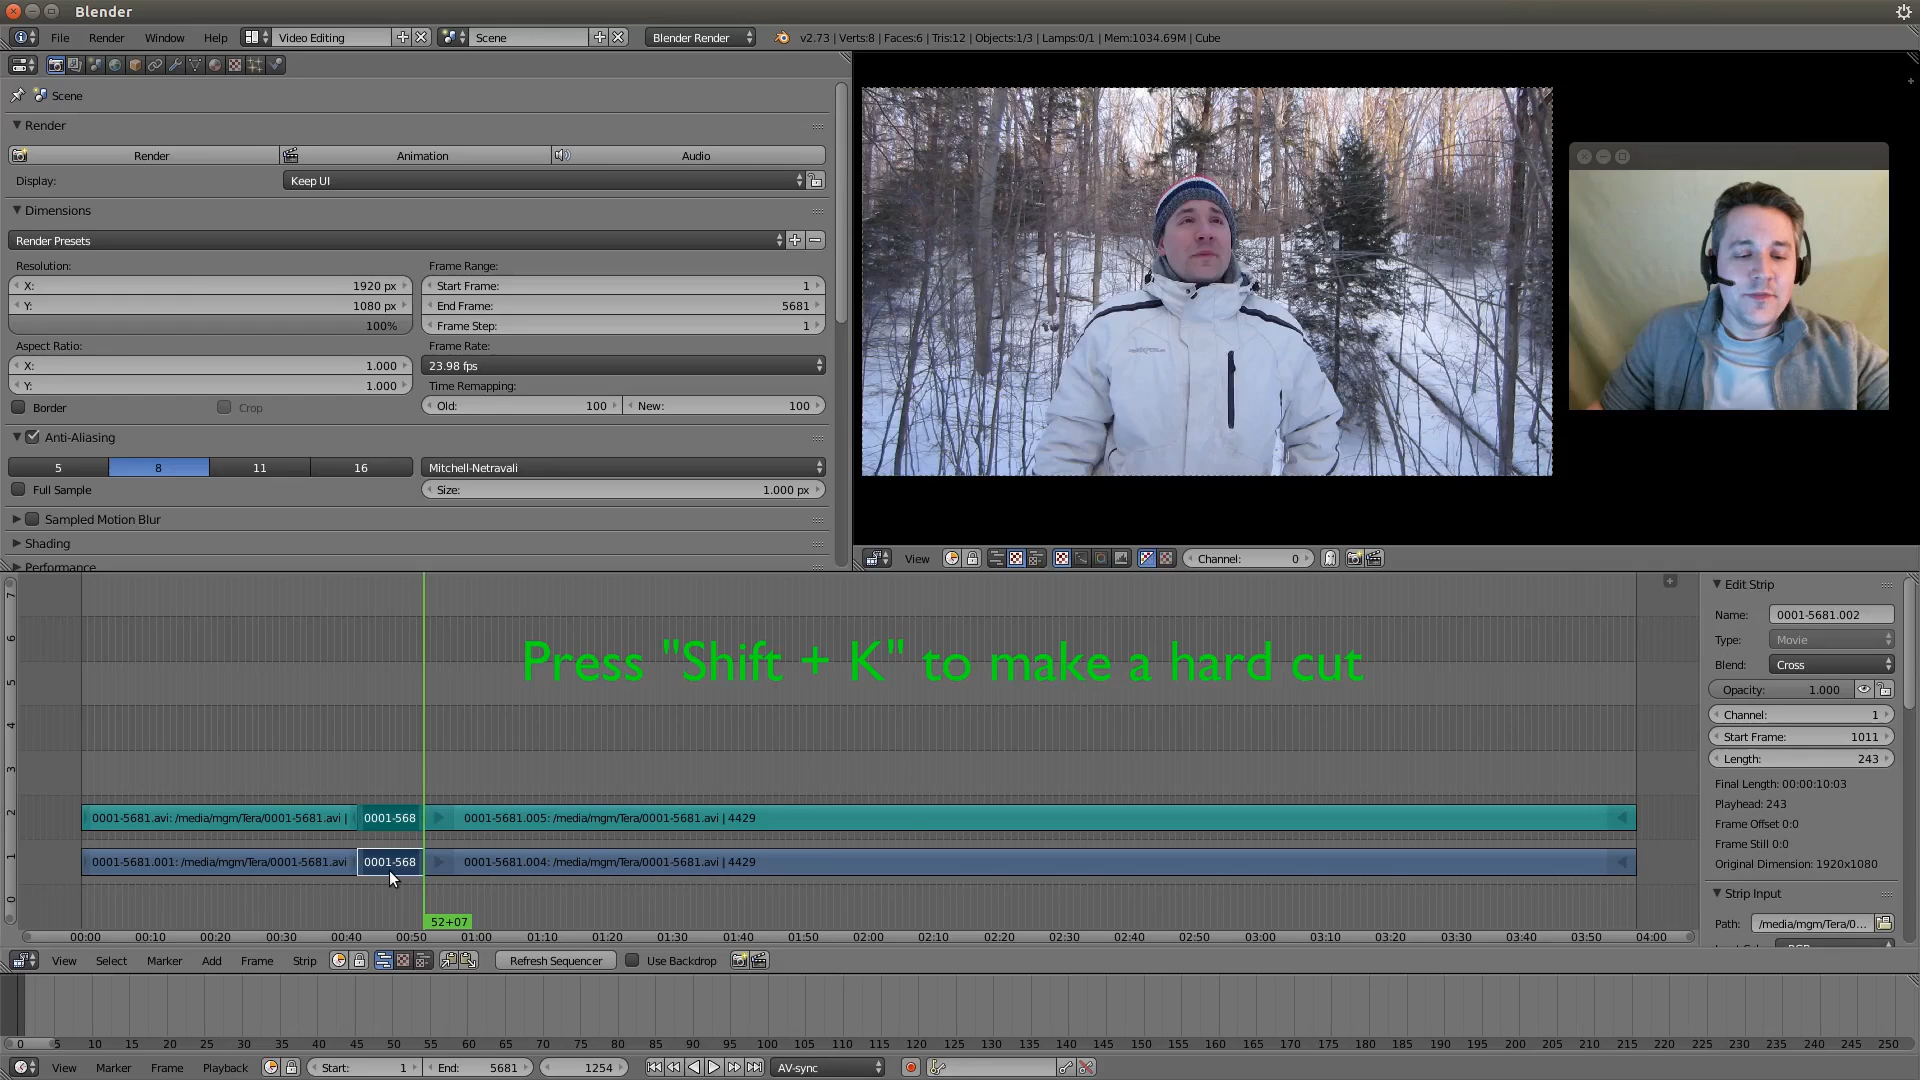 Blender
File Render Window Help Video Editing Scene Blender Render v2.73 | Verts:8 | Faces:6 | Tris:12 | Objects:1/3 | Lamps:0/1 | Mem:1034.69M | Cube
Scene
Render
Render Animation Audio
Display: Keep UI
Dimensions
Render Presets
Resolution: Frame Range:
X: 1920 px Start Frame: 1
Y: 1080 px End Frame: 5681
100% Frame Step: 1
Aspect Ratio: Frame Rate:
X: 1.000 23.98 fps
Y: 1.000 Time Remapping:
Border Crop Old: 100 New: 100
Anti-Aliasing
5 8 11 16 Mitchell-Netravali
Full Sample Size: 1.000 px
Sampled Motion Blur
Shading
Performance
View Channel: 0
7
6
5
4
3
2
1
0
Press "Shift + K" to make a hard cut
0001-5681.avi: /media/mgm/Tera/0001-5681.avi | 0001-568 0001-5681.005: /media/mgm/Tera/0001-5681.avi | 4429
0001-5681.001: /media/mgm/Tera/0001-5681.avi 0001-568 0001-5681.004: /media/mgm/Tera/0001-5681.avi | 4429
52+07
00:00 00:10 00:20 00:30 00:40 00:50 01:00 01:10 01:20 01:30 01:40 01:50 02:00 02:10 02:20 02:30 02:40 02:50 03:00 03:10 03:20 03:30 03:40 03:50 04:00
Edit Strip
Name: 0001-5681.002
Type: Movie
Blend: Cross
Opacity: 1.000
Channel: 1
Start Frame: 1011
Length: 243
Final Length: 00:00:10:03
Playhead: 243
Frame Offset 0:0
Frame Still 0:0
Original Dimension: 1920x1080
Strip Input
Path: /media/mgm/Tera/0...
View Select Marker Add Frame Strip Refresh Sequencer Use Backdrop
0 5 10 15 20 25 30 35 40 45 50 55 60 65 70 75 80 85 90 95 100 105 110 115 120 125 130 135 140 145 150 155 160 165 170 175 180 185 190 195 200 205 210 215 220 225 230 235 240 245 250
View Marker Frame Playback Start: 1 End: 5681 1254 AV-sync